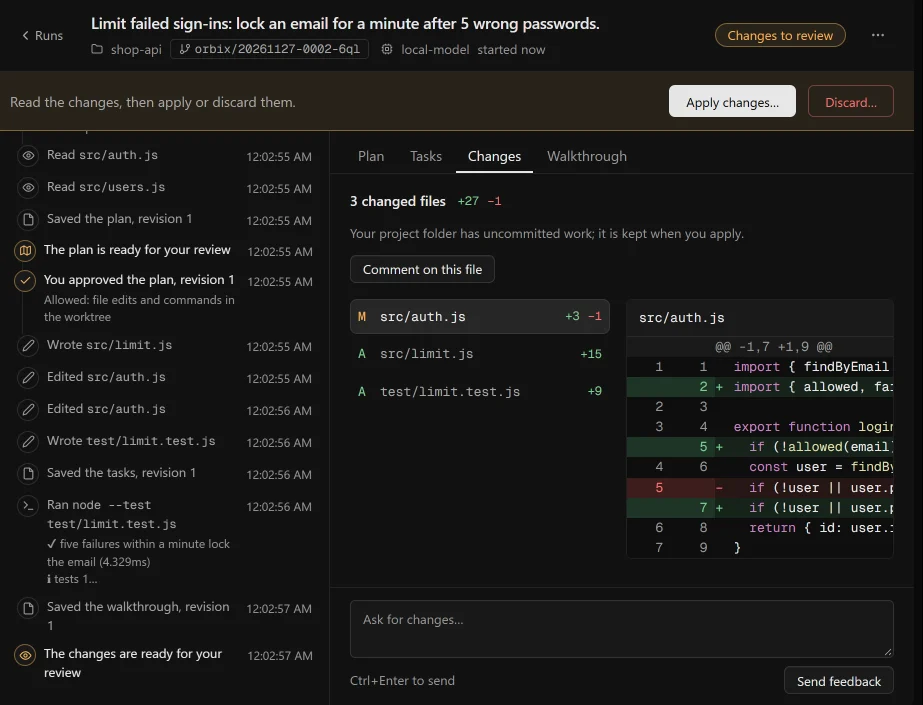 Runs
Limit failed sign-ins: lock an email for a minute after 5 wrong passwords.
shop-api orbix/20261127-0002-6ql local-model started now
Changes to review
Read the changes, then apply or discard them.
Apply changes...
Discard...
Read src/auth.js 12:02:55 AM
Read src/users.js 12:02:55 AM
Saved the plan, revision 1 12:02:55 AM
The plan is ready for your review 12:02:55 AM
You approved the plan, revision 1 12:02:55 AM
Allowed: file edits and commands in
the worktree
Wrote src/limit.js 12:02:55 AM
Edited src/auth.js 12:02:55 AM
Edited src/auth.js 12:02:56 AM
Wrote test/limit.test.js 12:02:56 AM
Saved the tasks, revision 1 12:02:56 AM
Ran node --test 12:02:56 AM
test/limit.test.js
✓ five failures within a minute lock
the email (4.329ms)
ℹ tests 1...
Saved the walkthrough, revision 12:02:57 AM
1
The changes are ready for your 12:02:57 AM
review
Plan Tasks Changes Walkthrough
3 changed files +27 −1
Your project folder has uncommitted work; it is kept when you apply.
Comment on this file
M src/auth.js +3 −1
A src/limit.js +15
A test/limit.test.js +9
src/auth.js
@@ -1,7 +1,9 @@
1 1 import { findByEmail
2 + import { allowed, fai
2 3
3 4 export function login
5 + if (!allowed(email
4 6 const user = findBy
5 − if (!user || user.p
7 + if (!user || user.p
6 8 return { id: user.i
7 9 }
Ask for changes...
Ctrl+Enter to send
Send feedback